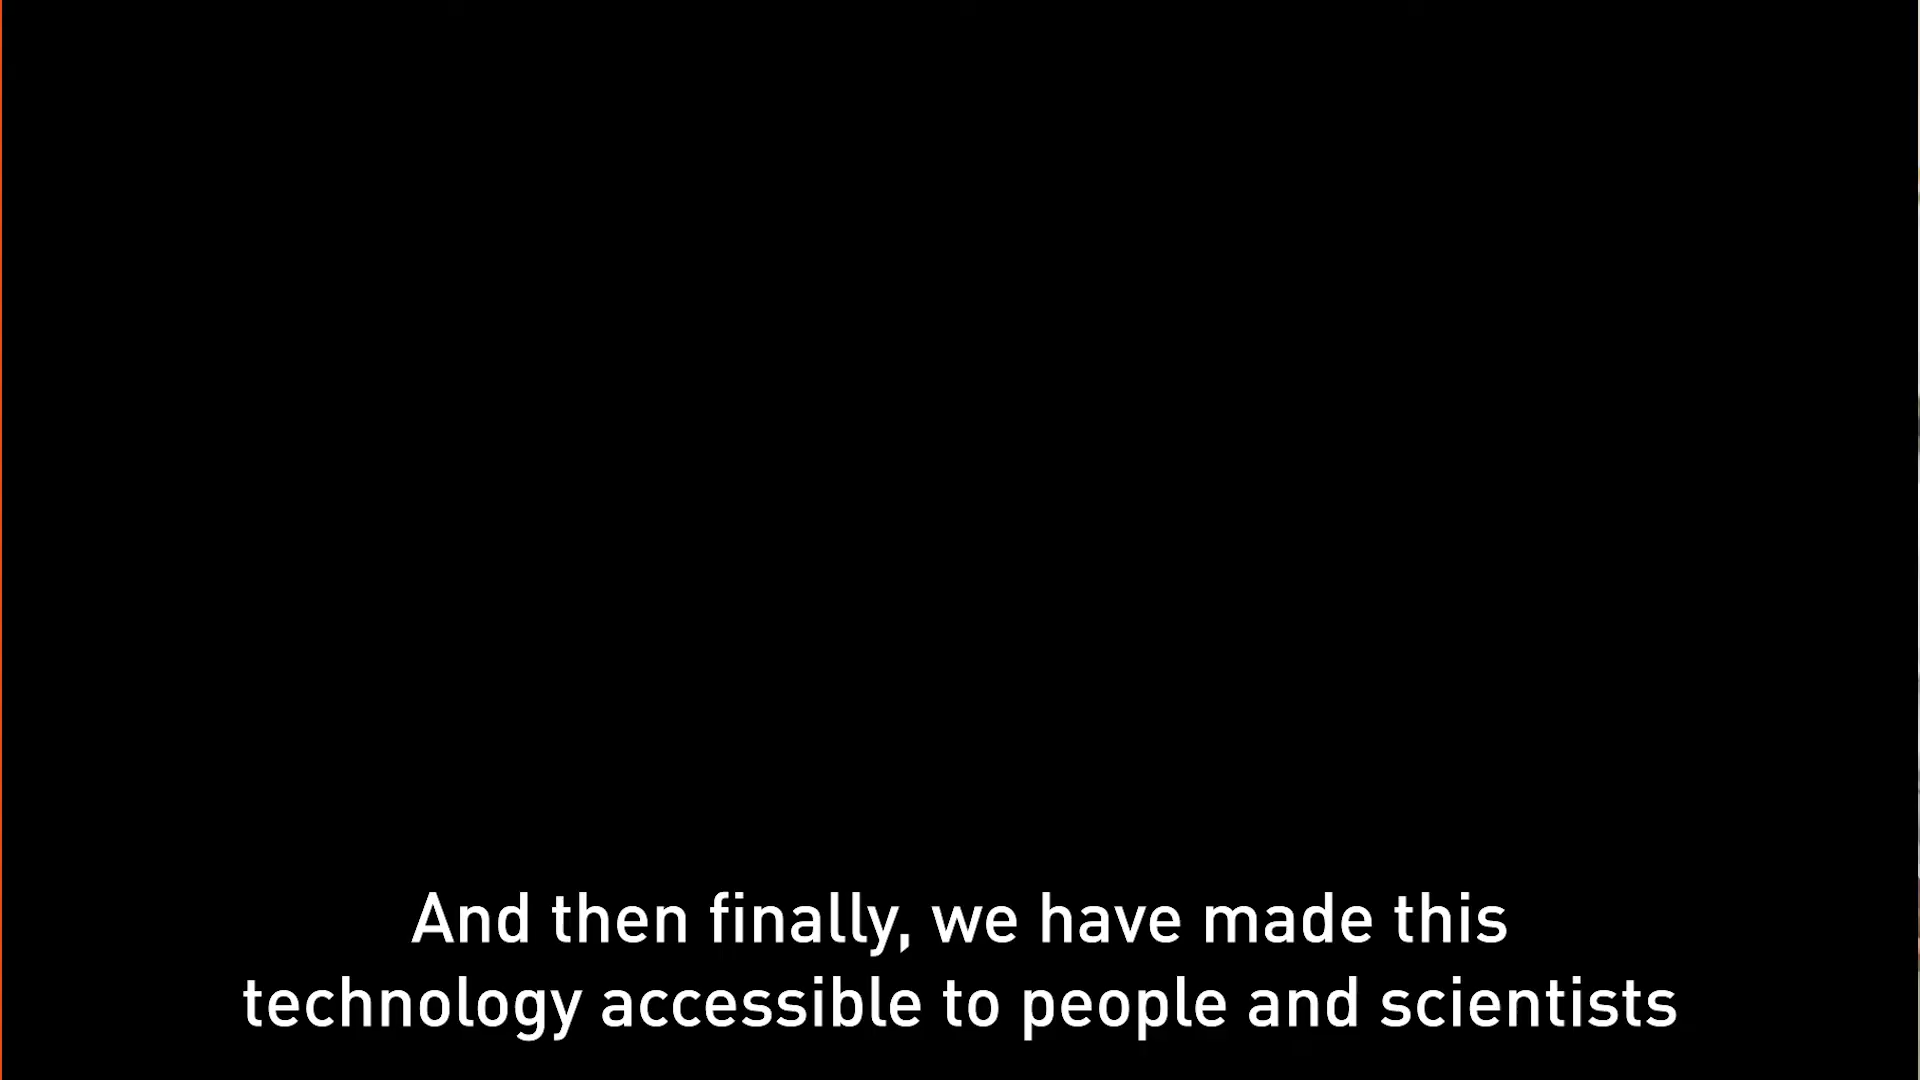 And then finally, we have made this
technology accessible to people and scientists